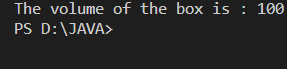 The volume of the box is : 100
PS D:\JAVA>